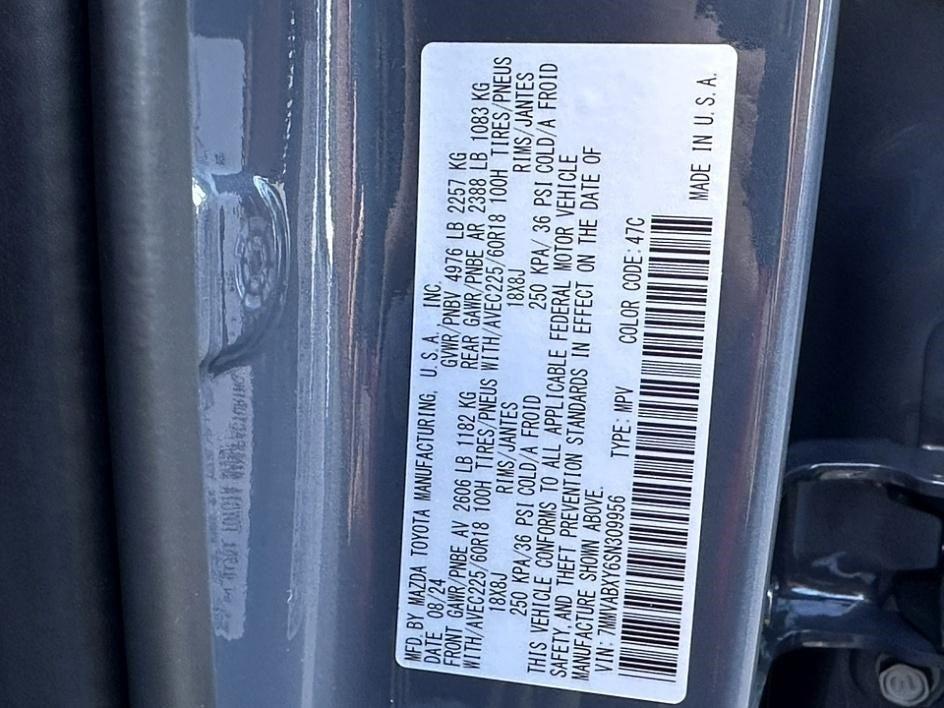 MFD. BY MAZDA TOYOTA MANUFACTURING, U.S.A. INC.
DATE 08/24 GVWR/PNBV 4976 LB 2257 KG
FRONT GAWR/PNBE AV 2606 LB 1182 KG REAR GAWR/PNBE AR 2388 LB 1083 KG
WITH/AVEC225/60R18 100H TIRES/PNEUS WITH/AVEC225/60R18 100H TIRES/PNEUS
18X8J RIMS/JANTES 18X8J RIMS/JANTES
250 KPA/36 PSI COLD/A FROID 250 KPA/ 36 PSI COLD/A FROID
THIS VEHICLE CONFORMS TO ALL APPLICABLE FEDERAL MOTOR VEHICLE
SAFETY AND THEFT PREVENTION STANDARDS IN EFFECT ON THE DATE OF
MANUFACTURE SHOWN ABOVE.
VIN: 7MMVABXY6SN309956 TYPE: MPV COLOR CODE: 47C
MADE IN U.S.A.